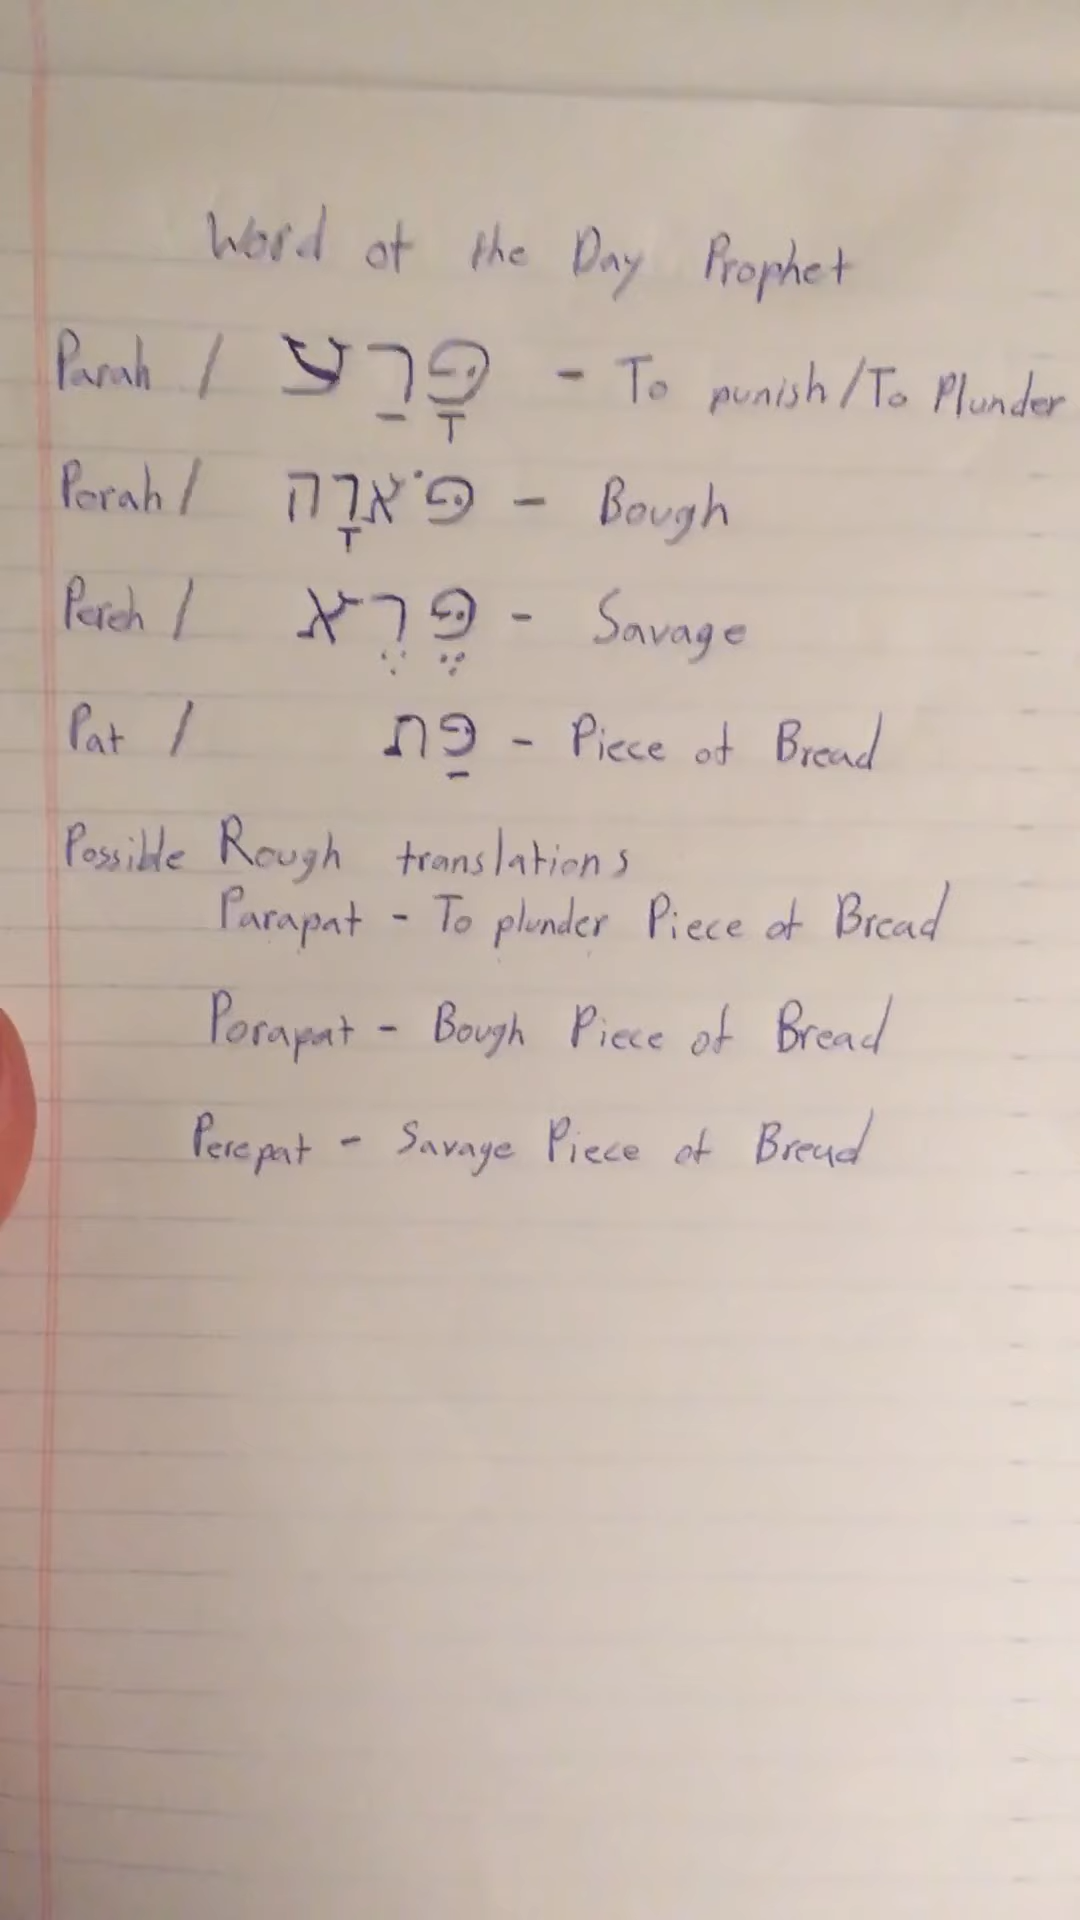 Word of the Day Prophet
Parah / פָּרַע - To punish/To Plunder
Porah / פֹּארָה - Bough
Pereh / פֶּרֶא - Savage
Pat / פַּת - Piece of Bread
Possible Rough translations
Parapat - To plunder Piece of Bread
Porapat - Bough Piece of Bread
Perepat - Savage Piece of Bread